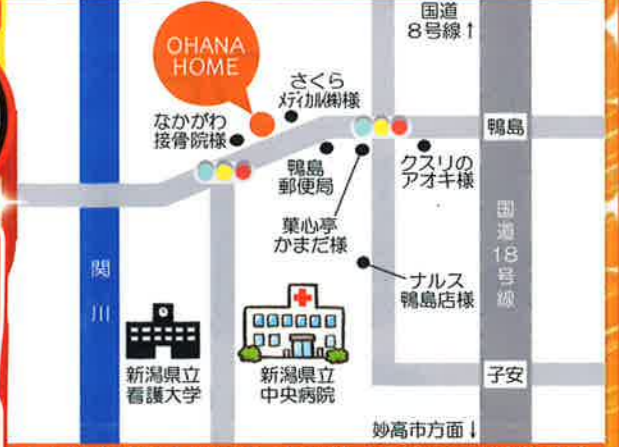 国道
8号線↑
OHANA
HOME
さくら
メディカル㈱様
なかがわ
接骨院様
鴨島
鴨島
郵便局
クスリの
アオキ様
菓心亭
かまだ様
国道18号線
関川
ナルス
鴨島店様
新潟県立
看護大学
新潟県立
中央病院
子安
妙高市方面↓